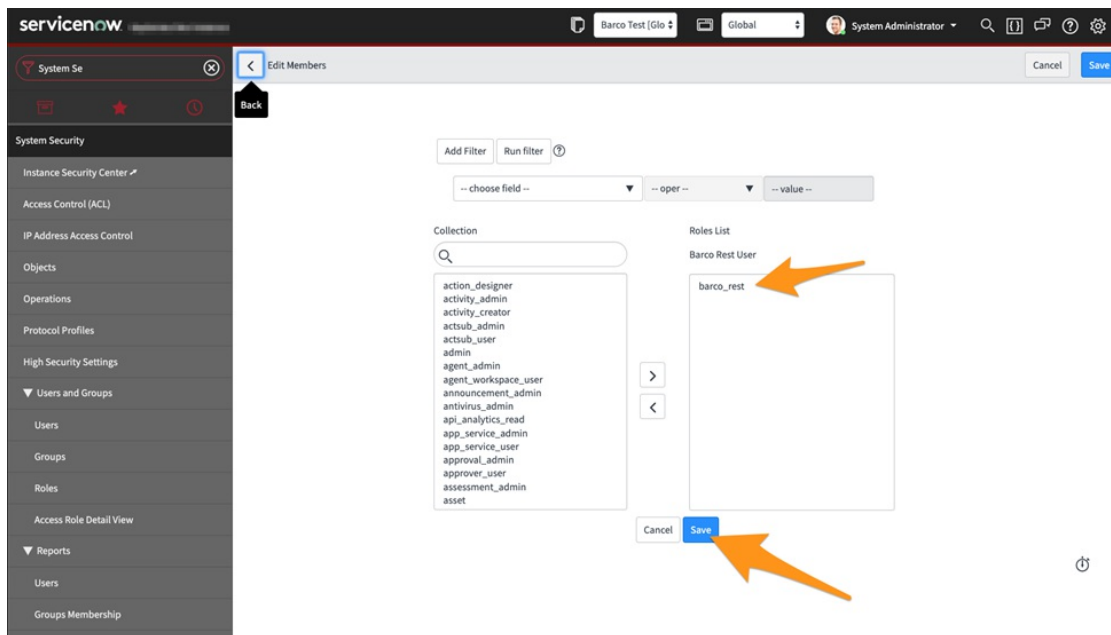 servicenow
Barco Test [Glo
Global
System Administrator
System Se
Edit Members
Cancel
Save
Back
System Security
Instance Security Center
Access Control (ACL)
IP Address Access Control
Objects
Operations
Protocol Profiles
High Security Settings
Users and Groups
Users
Groups
Roles
Access Role Detail View
Reports
Users
Groups Membership
Add Filter
Run filter
-- choose field --
-- oper --
-- value --
Collection
action_designer
activity_admin
activity_creator
actsub_admin
actsub_user
admin
agent_admin
agent_workspace_user
announcement_admin
antivirus_admin
api_analytics_read
app_service_admin
app_service_user
approval_admin
approver_user
assessment_admin
asset
Roles List
Barco Rest User
barco_rest
Cancel
Save